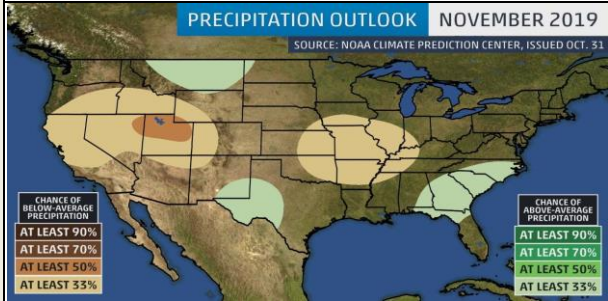 PRECIPITATION OUTLOOK NOVEMBER 2019
SOURCE: NOAA CLIMATE PREDICTION CENTER, ISSUED OCT. 31
CHANCE OF
BELOW-AVERAGE
PRECIPITATION
AT LEAST 90%
AT LEAST 70%
AT LEAST 50%
AT LEAST 33%
CHANCE OF
ABOVE-AVERAGE
PRECIPITATION
AT LEAST 90%
AT LEAST 70%
AT LEAST 50%
AT LEAST 33%